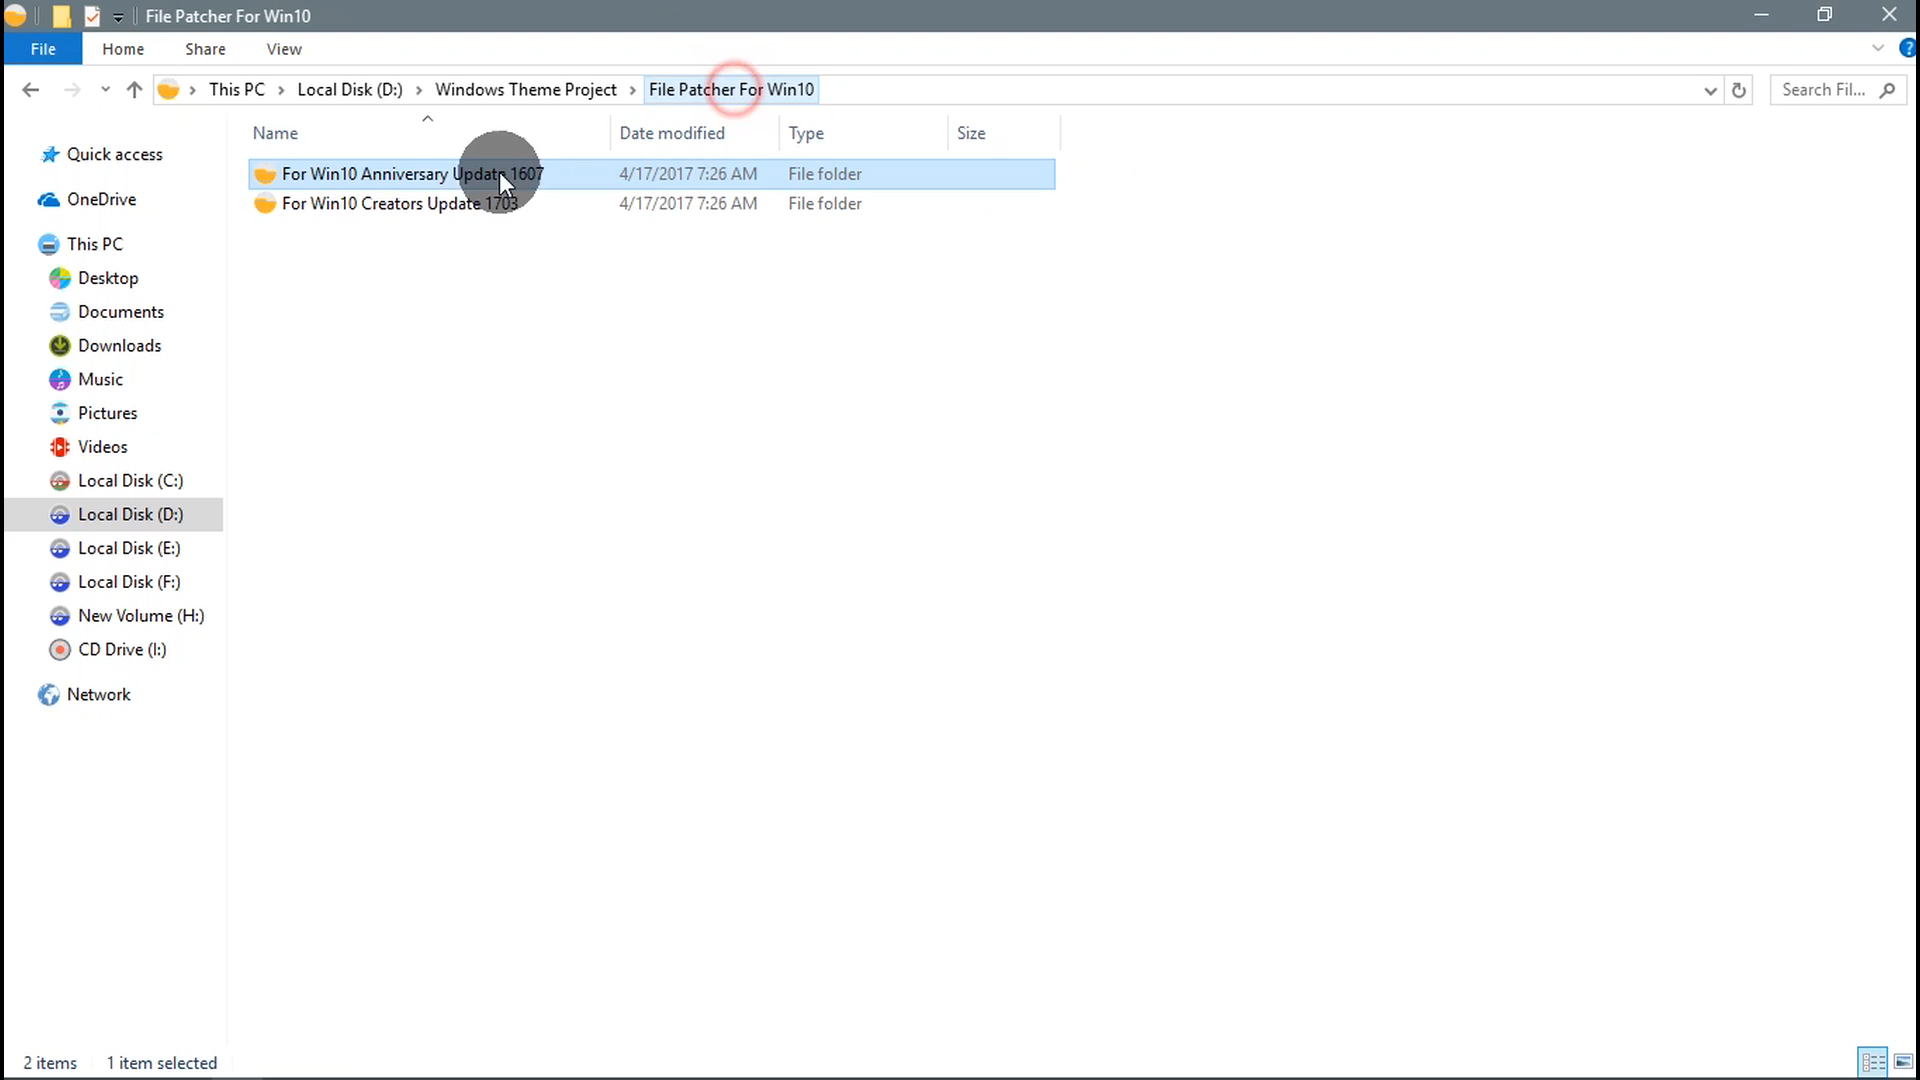 File Patcher For Win10
File Home Share View
This PC Local Disk (D:) Windows Theme Project File Patcher For Win10 Search Fil...
Name Date modified Type Size
For Win10 Anniversary Update 1607 4/17/2017 7:26 AM File folder
For Win10 Creators Update 1703 4/17/2017 7:26 AM File folder
Quick access
OneDrive
This PC
Desktop
Documents
Downloads
Music
Pictures
Videos
Local Disk (C:)
Local Disk (D:)
Local Disk (E:)
Local Disk (F:)
New Volume (H:)
CD Drive (I:)
Network
2 items 1 item selected